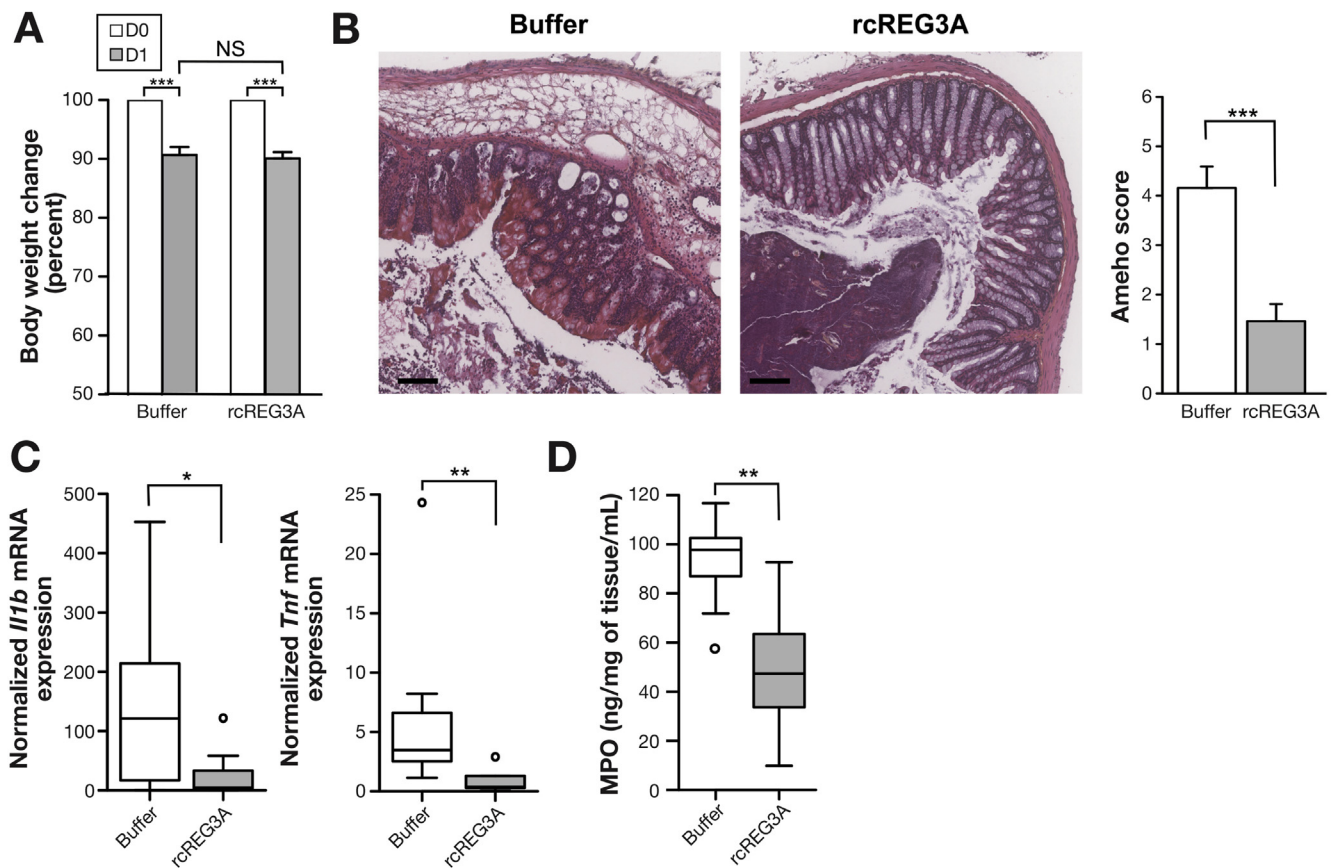 A
D0
D1
NS
***
***
Body weight change
(percent)
100
90
80
70
60
50
Buffer
rcREG3A
B
Buffer
rcREG3A
Ameho score
6
5
4
3
2
1
0
***
Buffer
rcREG3A
C
Normalized Il1b mRNA
expression
500
400
300
200
100
0
*
Buffer
rcREG3A
Normalized Tnf mRNA
expression
25
20
15
10
5
0
**
Buffer
rcREG3A
D
MPO (ng/mg of tissue/mL)
120
100
80
60
40
20
0
**
Buffer
rcREG3A